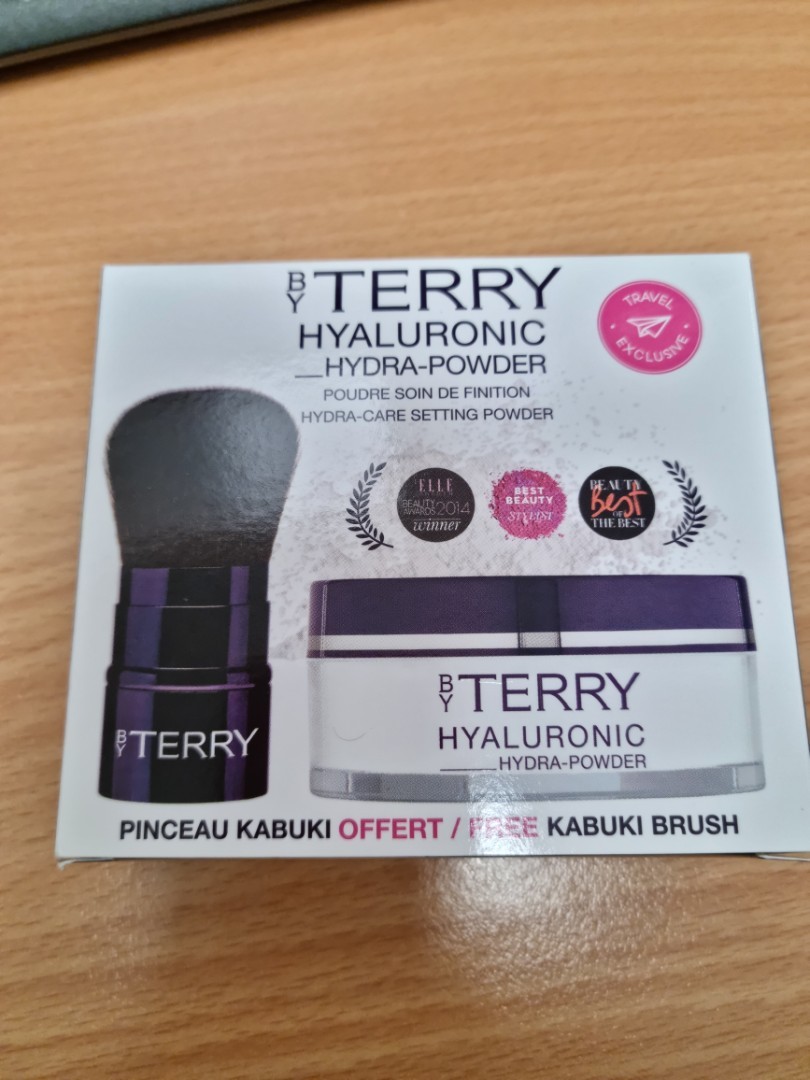 BY TERRY
HYALURONIC
HYDRA-POWDER
POUDRE SOIN DE FINITION
HYDRA-CARE SETTING POWDER
TRAVEL
EXCLUSIVE
ELLE
BEAUTY
AWARDS 2014
winner
BEST
BEAUTY
STYLIST
BEAUTY
Best
OF
THE BEST
BY TERRY
BY TERRY
HYALURONIC
HYDRA-POWDER
PINCEAU KABUKI OFFERT / FREE KABUKI BRUSH